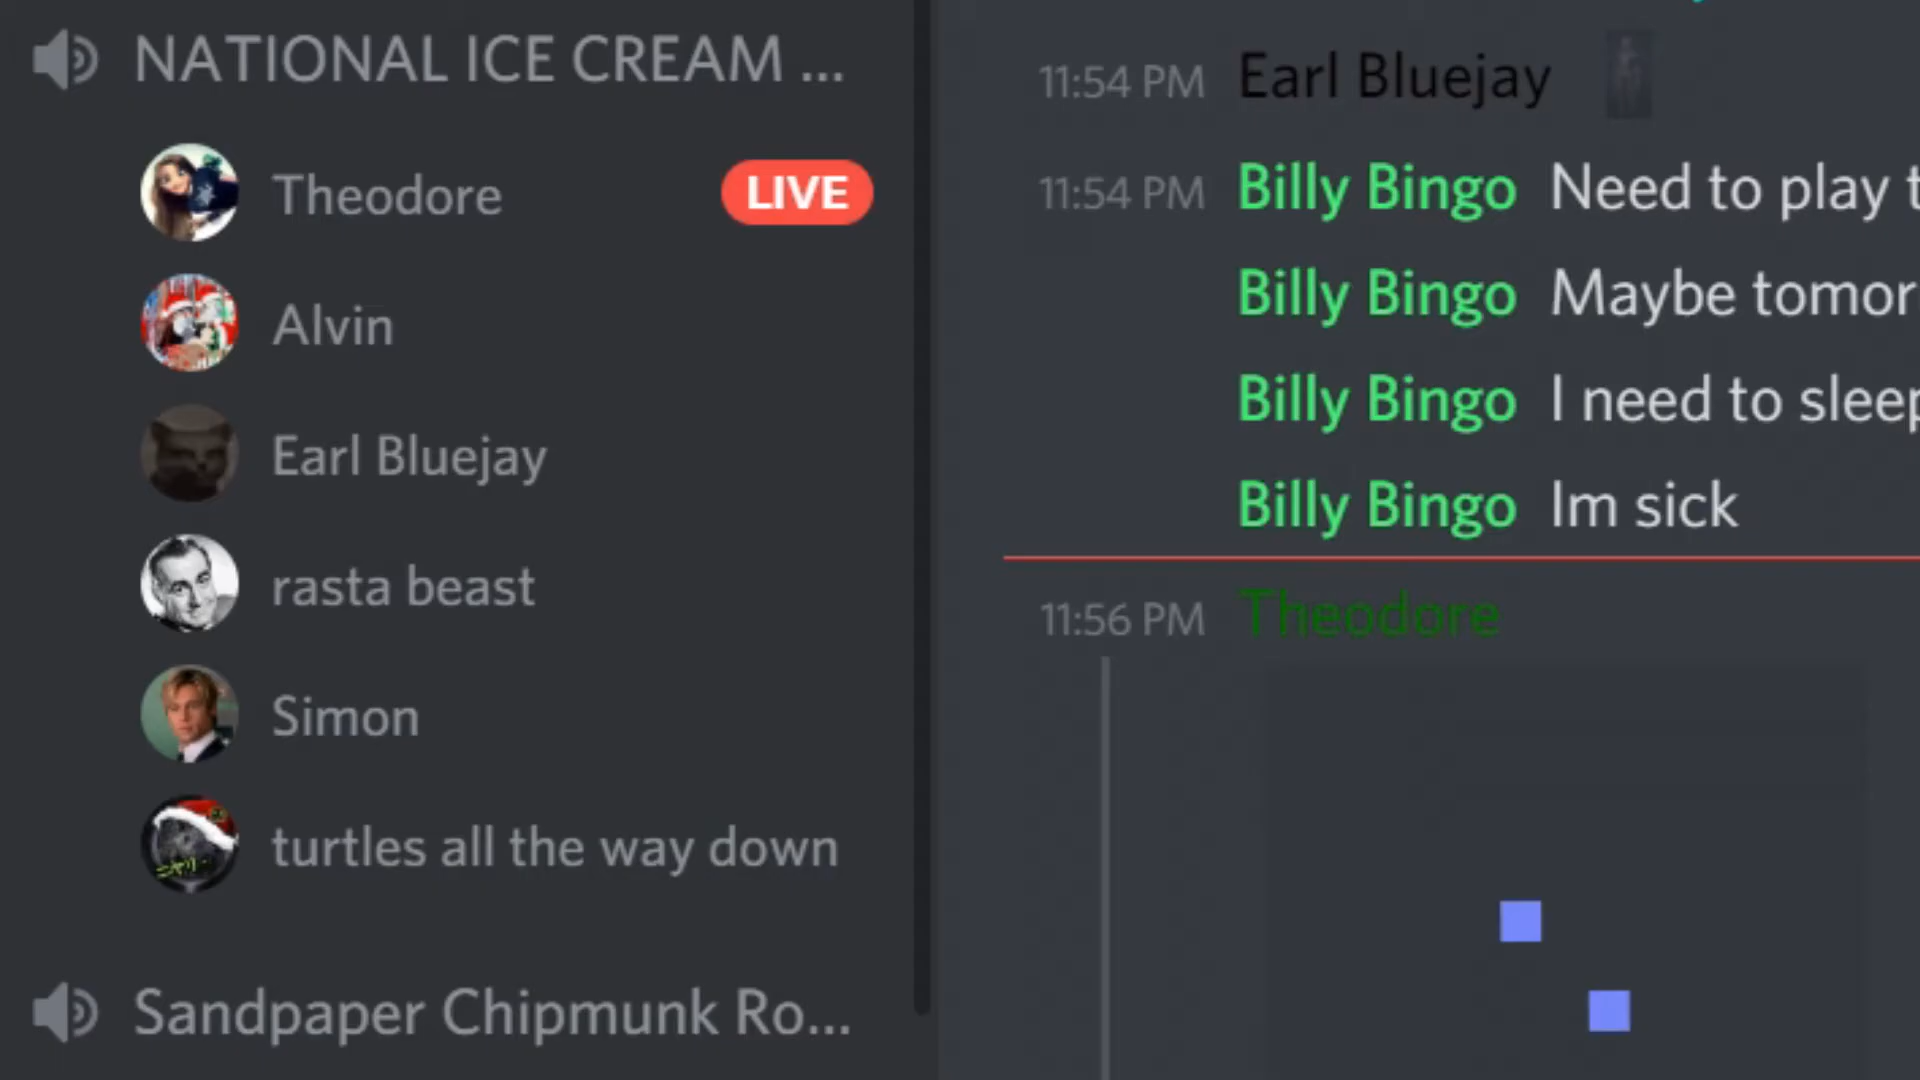 NATIONAL ICE CREAM ...
Theodore LIVE
Alvin
Earl Bluejay
rasta beast
Simon
turtles all the way down
Sandpaper Chipmunk Ro...
11:54 PM Earl Bluejay
11:54 PM Billy Bingo Need to play t
Billy Bingo Maybe tomor
Billy Bingo I need to sleep
Billy Bingo Im sick
11:56 PM Theodore